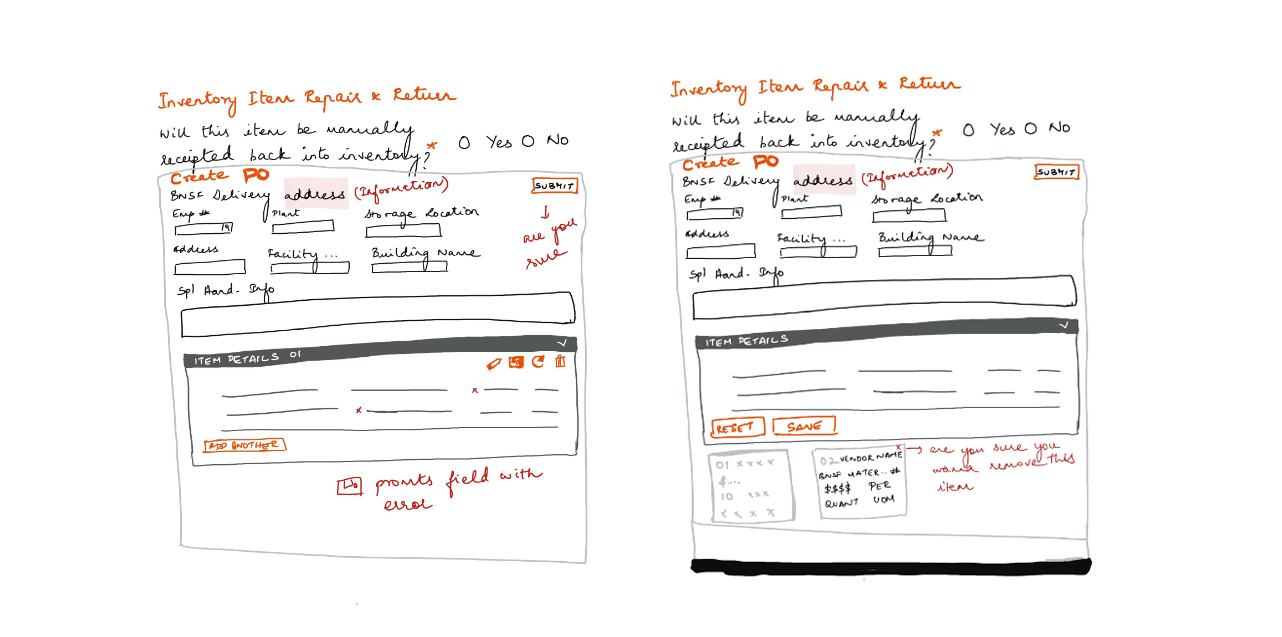 Inventory Item Repair & Return
Will this item be manually
receipted back into inventory? * Yes No
Create PO
BNSF Delivery address (Information) SUBMIT
Emp # Plant Storage Location
are you
sure
Address Facility ... Building Name
Spl Hand. Info
ITEM DETAILS 01
ADD ANOTHER
promts field with
error
Inventory Item Repair & Return
Will this item be manually
receipted back into inventory? * Yes No
Create PO
BNSF Delivery address (Information) SUBMIT
Emp # Plant Storage Location
Address Facility ... Building Name
Spl Hand. Info
ITEM DETAILS
RESET SAVE
01 x x x x
10 x x x
02 VENDOR NAME x
BNSF MATER... #
$$$$ PER
QUANT UOM
are you sure you
wanna remove this
item